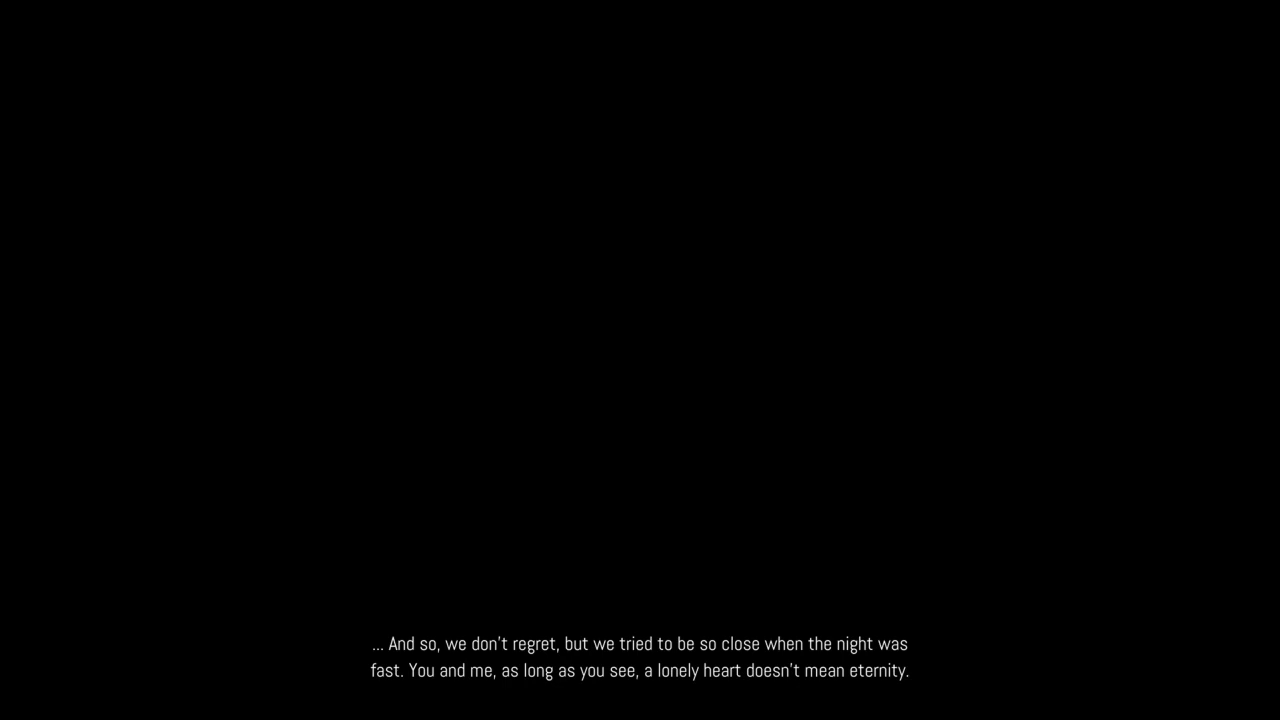 ... And so, we don't regret, but we tried to be so close when the night was
fast. You and me, as long as you see, a lonely heart doesn't mean eternity.